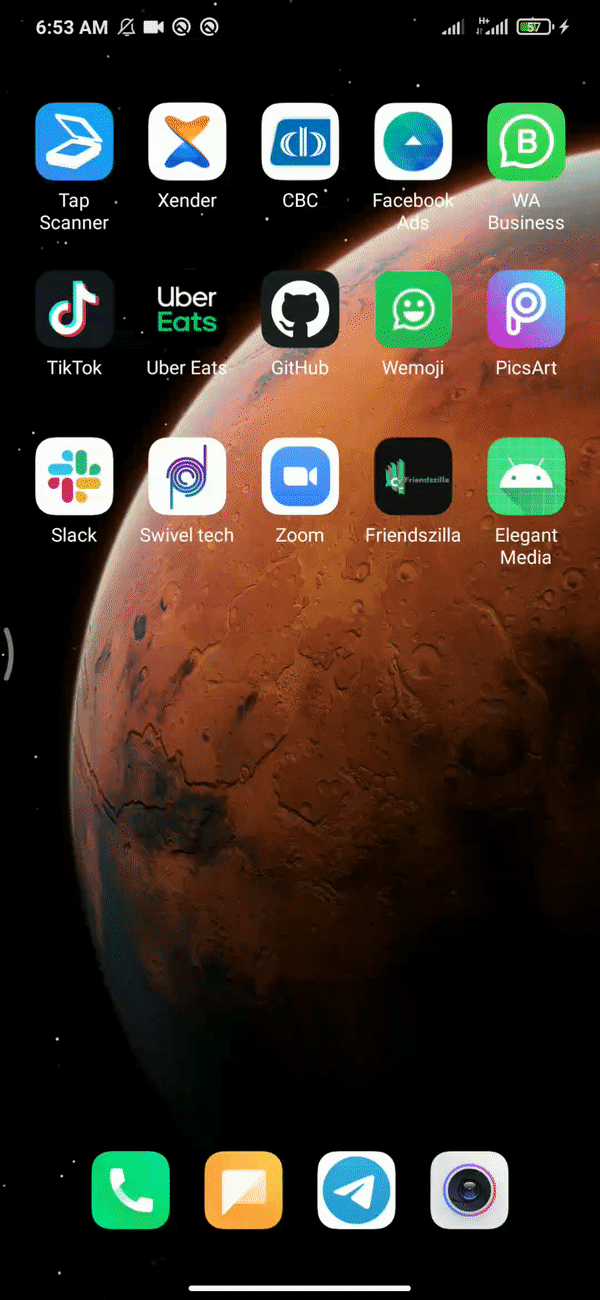 6:53 AM
H+
57
Tap
Scanner
Xender
CBC
Facebook
Ads
WA
Business
B
TikTok
Uber
Eats
Uber Eats
GitHub
Wemoji
PicsArt
Slack
Swivel tech
Zoom
Friendszilla
Friendszilla
Elegant
Media